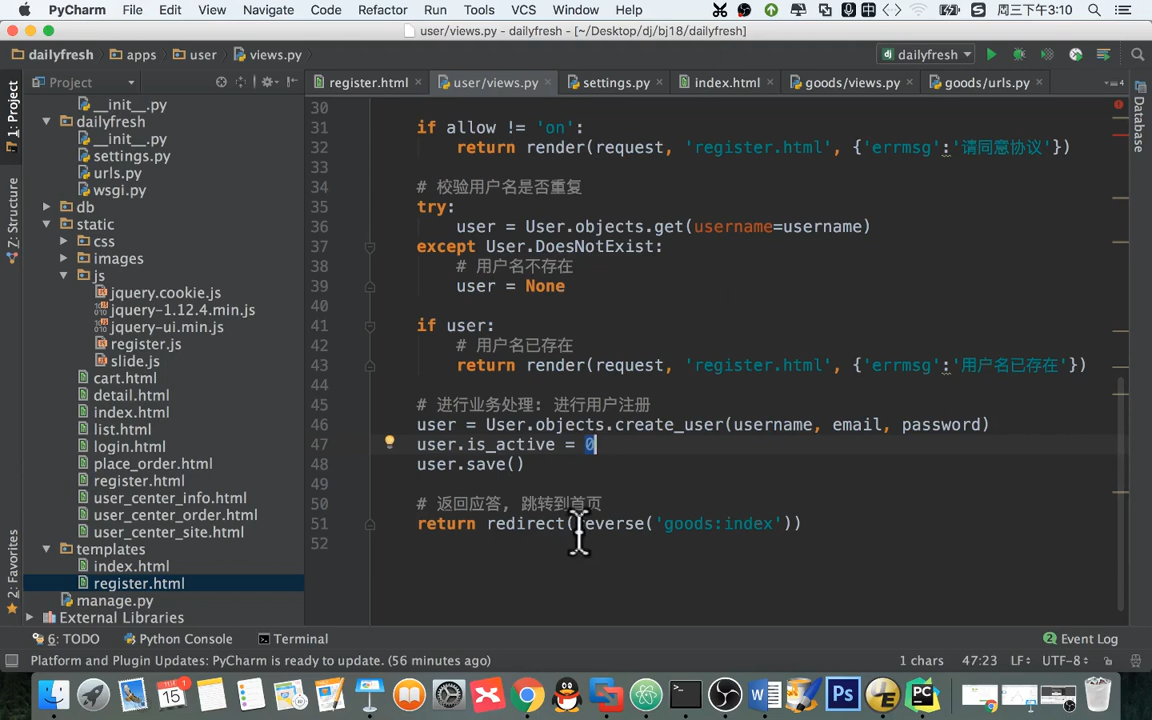 PyCharm File Edit View Navigate Code Refactor Run Tools VCS Window Help 周三下午3:10
user/views.py - dailyfresh - [~/Desktop/dj/bj18/dailyfresh]
dailyfresh apps user views.py dailyfresh
Project register.html user/views.py settings.py index.html goods/views.py goods/urls.py
1: Project
7: Structure
2: Favorites
Database
__init__.py
dailyfresh
__init__.py
settings.py
urls.py
wsgi.py
db
static
css
images
js
jquery.cookie.js
jquery-1.12.4.min.js
jquery-ui.min.js
register.js
slide.js
cart.html
detail.html
index.html
list.html
login.html
place_order.html
register.html
user_center_info.html
user_center_order.html
user_center_site.html
templates
index.html
register.html
manage.py
External Libraries
30
31 if allow != 'on':
32 return render(request, 'register.html', {'errmsg':'请同意协议'})
33
34 # 校验用户名是否重复
35 try:
36 user = User.objects.get(username=username)
37 except User.DoesNotExist:
38 # 用户名不存在
39 user = None
40
41 if user:
42 # 用户名已存在
43 return render(request, 'register.html', {'errmsg':'用户名已存在'})
44
45 # 进行业务处理: 进行用户注册
46 user = User.objects.create_user(username, email, password)
47 user.is_active = 0
48 user.save()
49
50 # 返回应答, 跳转到首页
51 return redirect(reverse('goods:index'))
52
6: TODO Python Console Terminal 2 Event Log
Platform and Plugin Updates: PyCharm is ready to update. (56 minutes ago) 1 chars 47:23 LF UTF-8